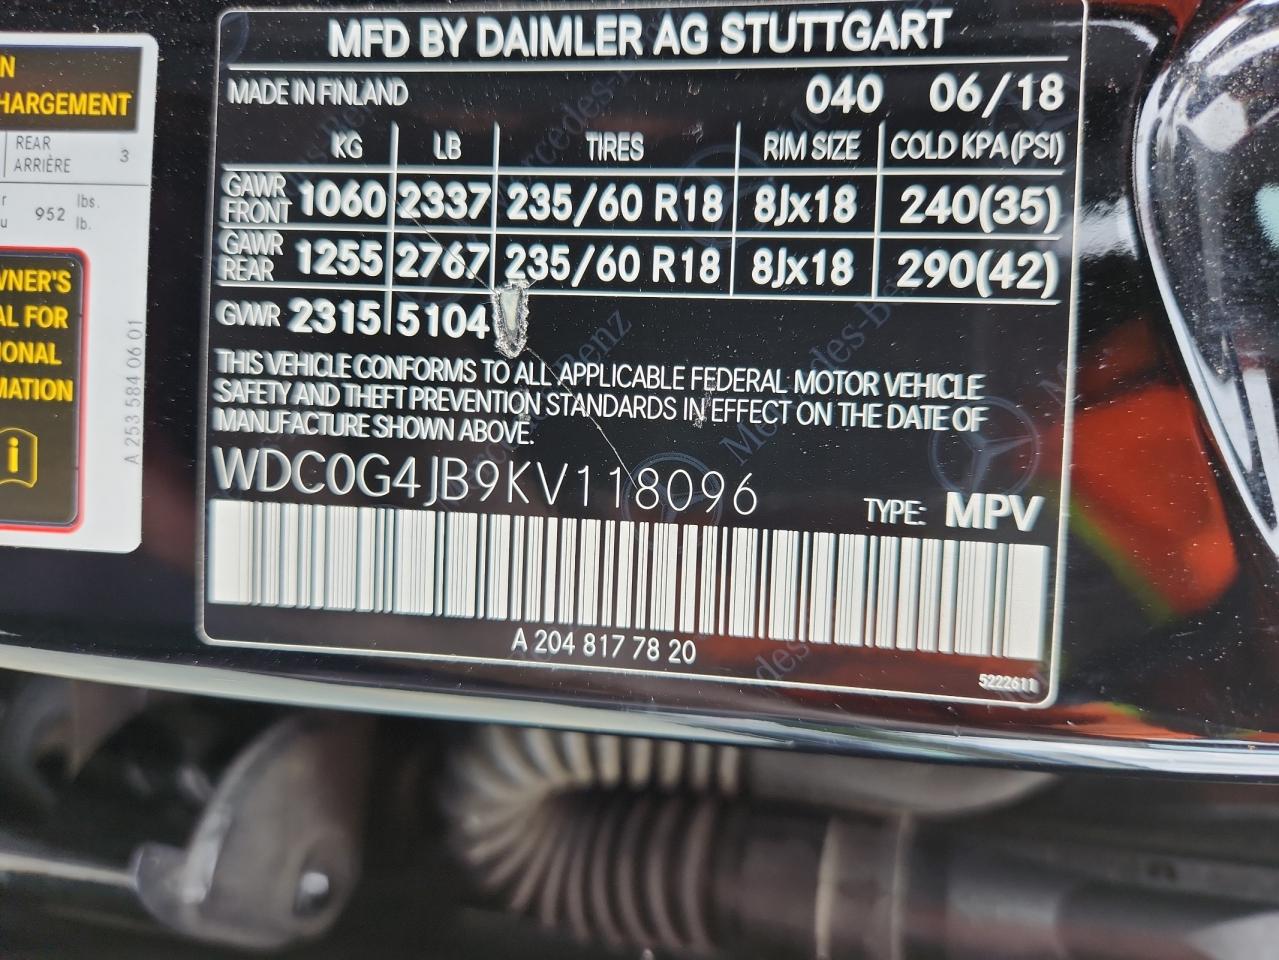 MFD BY DAIMLER AG STUTTGART
MADE IN FINLAND 040 06/18
KG LB TIRES RIM SIZE COLD KPA(PSI)
GAWR FRONT 1060 2337 235/60 R18 8Jx18 240(35)
GAWR REAR 1255 2767 235/60 R18 8Jx18 290(42)
GVWR 2315 5104
THIS VEHICLE CONFORMS TO ALL APPLICABLE FEDERAL MOTOR VEHICLE
SAFETY AND THEFT PREVENTION STANDARDS IN EFFECT ON THE DATE OF
MANUFACTURE SHOWN ABOVE.
WDC0G4JB9KV118096 TYPE: MPV
A 204 817 78 20
5222611
HARGEMENT
REAR
ARRIÈRE 3
952 lbs.
lb.
WNER'S
AL FOR
IONAL
MATION
i
A 253 584 06 01